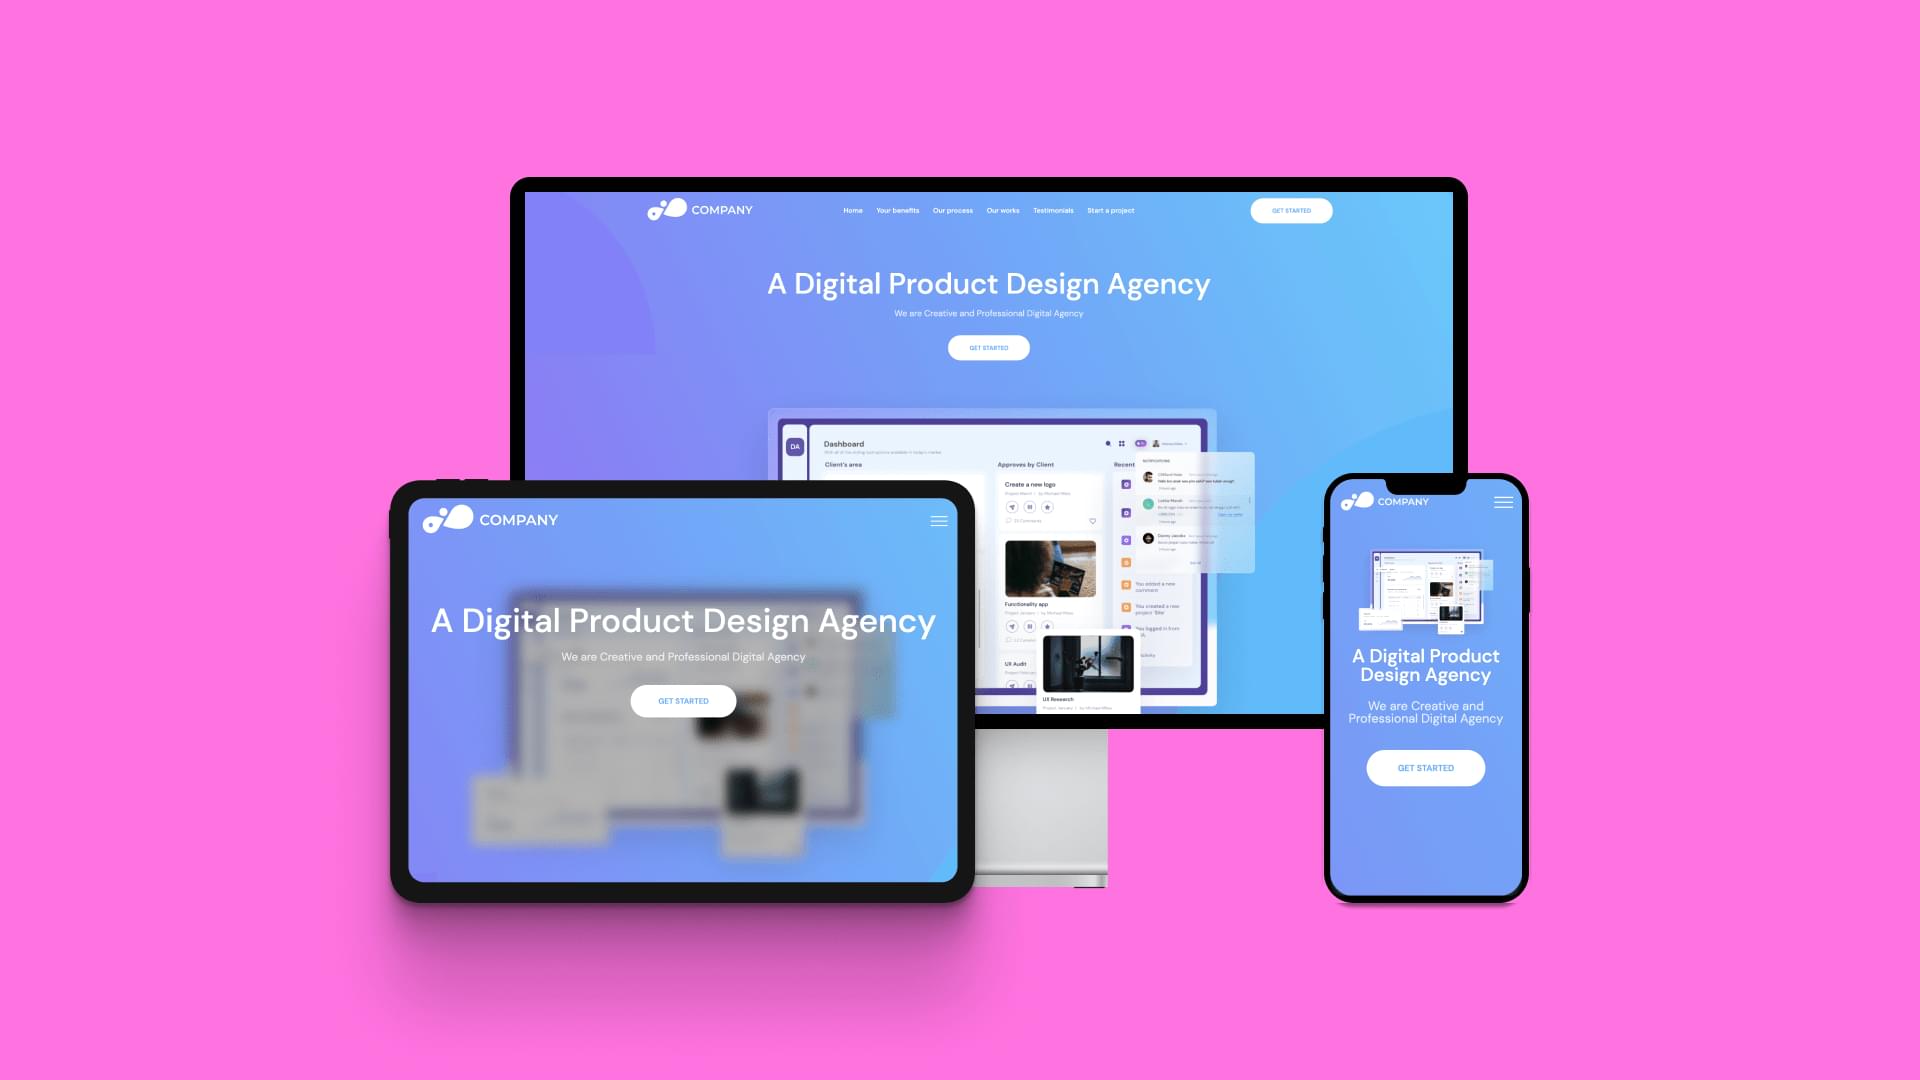 COMPANY
Home Your benefits Our process Our works Testimonials Start a project
GET STARTED
A Digital Product Design Agency
We are Creative and Professional Digital Agency
GET STARTED
DA
Dashboard
Client's area
Approves by Client
Recent
Create a new logo
NOTIFICATIONS
Functionality app
You added a new
comment
You created a new
You logged in from
UX Audit
UX Research
COMPANY
A Digital Product Design Agency
We are Creative and Professional Digital Agency
GET STARTED
COMPANY
A Digital Product
Design Agency
We are Creative and
Professional Digital Agency
GET STARTED